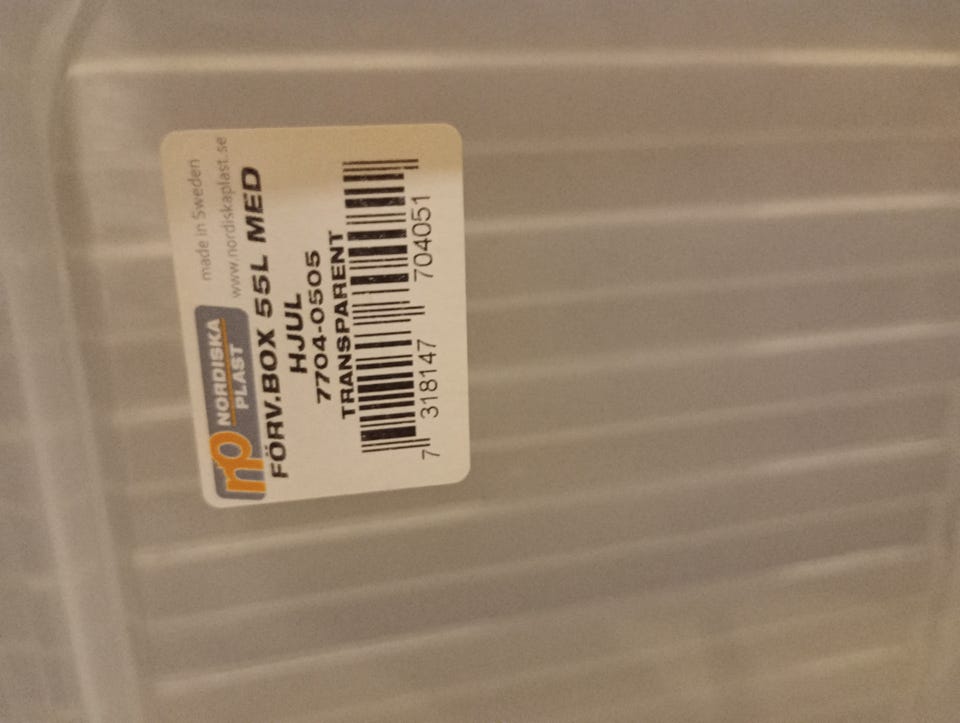 np NORDISKA
PLAST
made in Sweden
www.nordiskaplast.se
FÖRV.BOX 55L MED
HJUL
7704-0505
TRANSPARENT
7 318147 704051